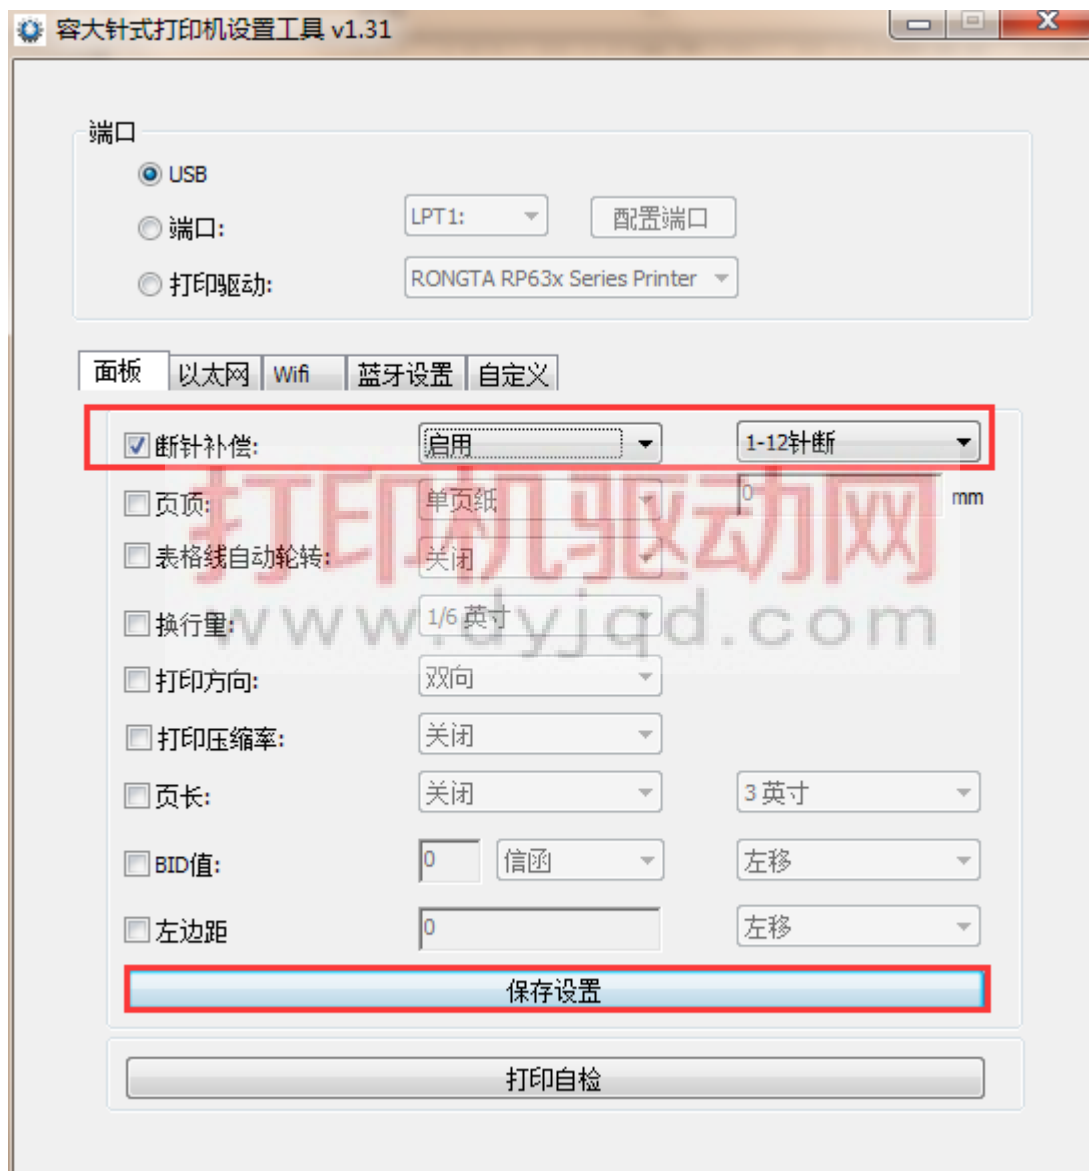 容大针式打印机设置工具 v1.31
端口
USB
端口: LPT1: 配置端口
打印驱动: RONGTA RP63x Series Printer
面板 以太网 Wifi 蓝牙设置 自定义
断针补偿: 启用 1-12针断
页顶: 单页纸 0 mm
打印机驱动网
表格线自动轮转: 关闭
换行量: 1/6 英寸
www.dyjqd.com
打印方向: 双向
打印压缩率: 关闭
页长: 关闭 3 英寸
BID值: 0 信函 左移
左边距 0 左移
保存设置
打印自检